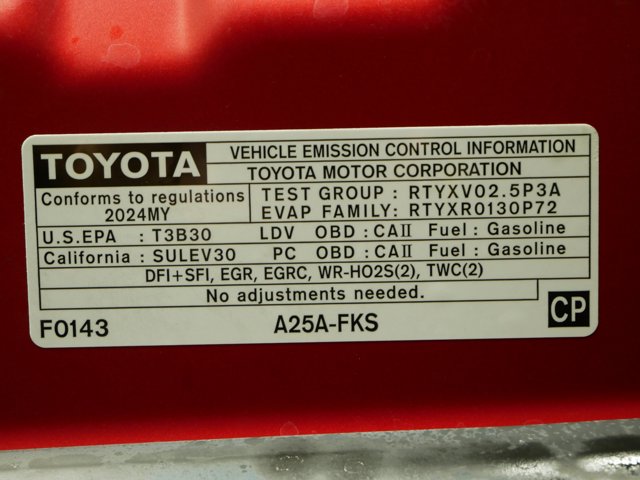 TOYOTA VEHICLE EMISSION CONTROL INFORMATION
TOYOTA MOTOR CORPORATION
Conforms to regulations TEST GROUP : RTYXV02.5P3A
2024MY EVAP FAMILY: RTYXR0130P72
U.S.EPA : T3B30 LDV OBD : CAII Fuel : Gasoline
California : SULEV30 PC OBD : CAII Fuel : Gasoline
DFI+SFI, EGR, EGRC, WR-HO2S(2), TWC(2)
No adjustments needed.
F0143 A25A-FKS CP